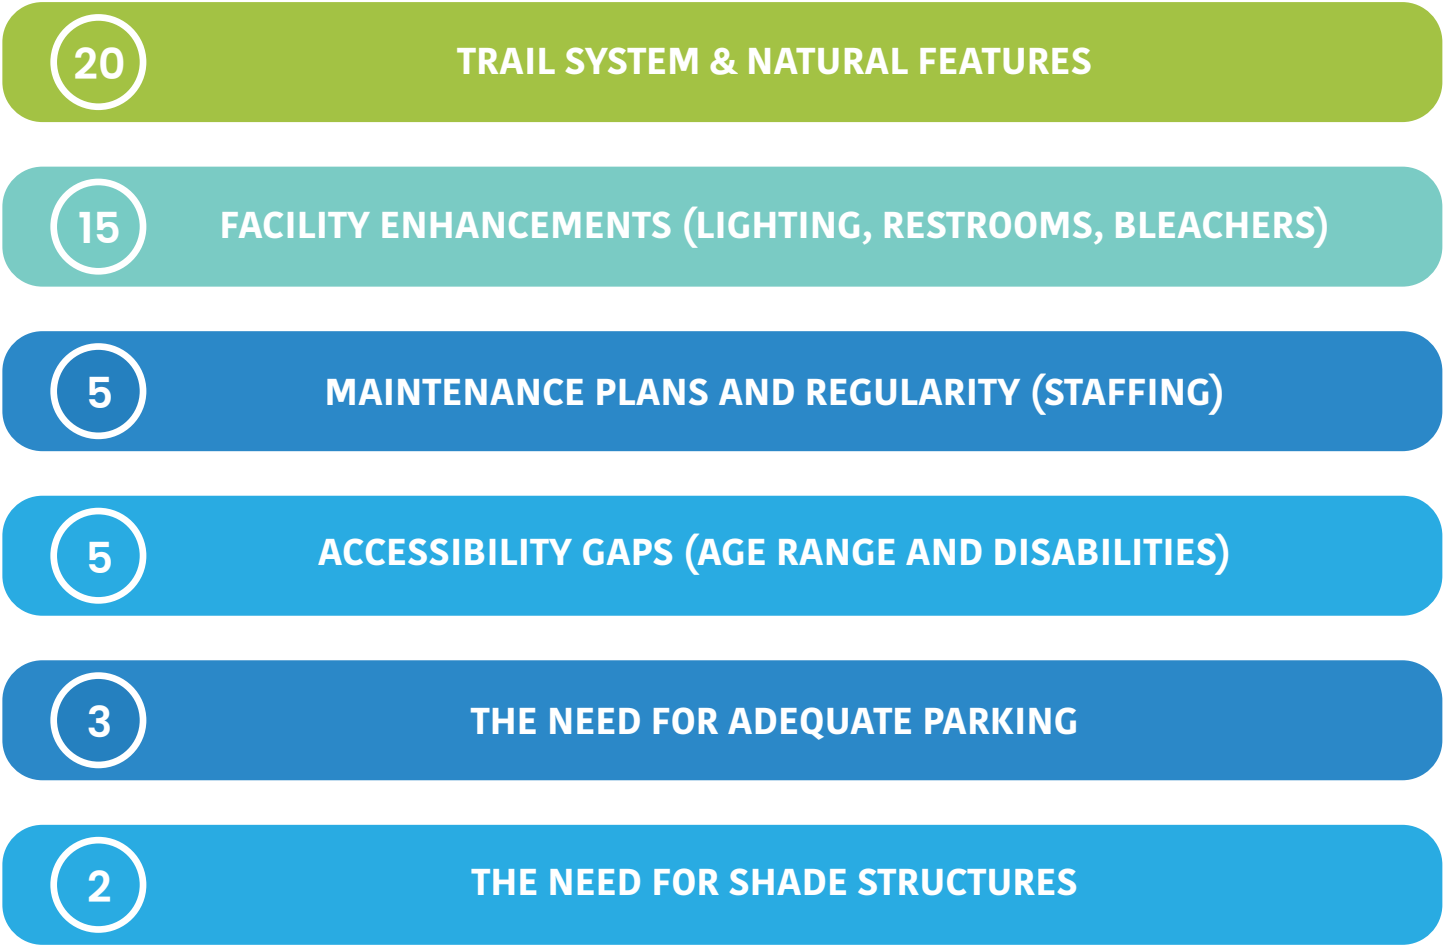 20 TRAIL SYSTEM & NATURAL FEATURES
15 FACILITY ENHANCEMENTS (LIGHTING, RESTROOMS, BLEACHERS)
5 MAINTENANCE PLANS AND REGULARITY (STAFFING)
5 ACCESSIBILITY GAPS (AGE RANGE AND DISABILITIES)
3 THE NEED FOR ADEQUATE PARKING
2 THE NEED FOR SHADE STRUCTURES